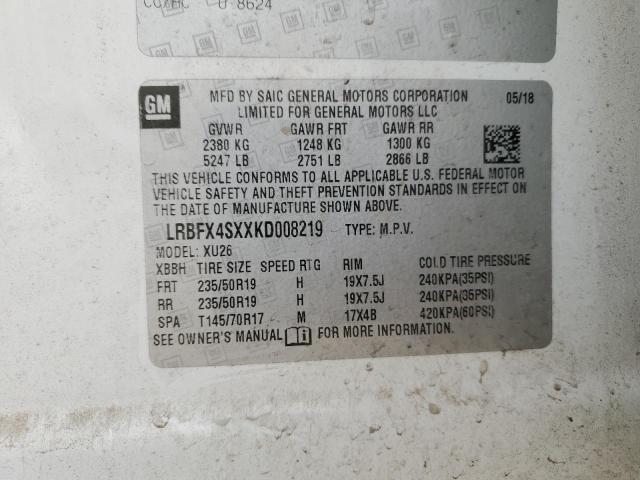 U 8624
GM
MFD BY SAIC GENERAL MOTORS CORPORATION 05/18
LIMITED FOR GENERAL MOTORS LLC
GVWR GAWR FRT GAWR RR
2380 KG 1248 KG 1300 KG
5247 LB 2751 LB 2866 LB
THIS VEHICLE CONFORMS TO ALL APPLICABLE U.S. FEDERAL MOTOR
VEHICLE SAFETY AND THEFT PREVENTION STANDARDS IN EFFECT ON
THE DATE OF MANUFACTURE SHOWN ABOVE.
LRBFX4SXXKD008219 TYPE: M.P.V.
MODEL: XU26
XBBH TIRE SIZE SPEED RTG RIM COLD TIRE PRESSURE
FRT 235/50R19 H 19X7.5J 240KPA(35PSI)
RR 235/50R19 H 19X7.5J 240KPA(35PSI)
SPA T145/70R17 M 17X4B 420KPA(60PSI)
SEE OWNER'S MANUAL FOR MORE INFORMATION.